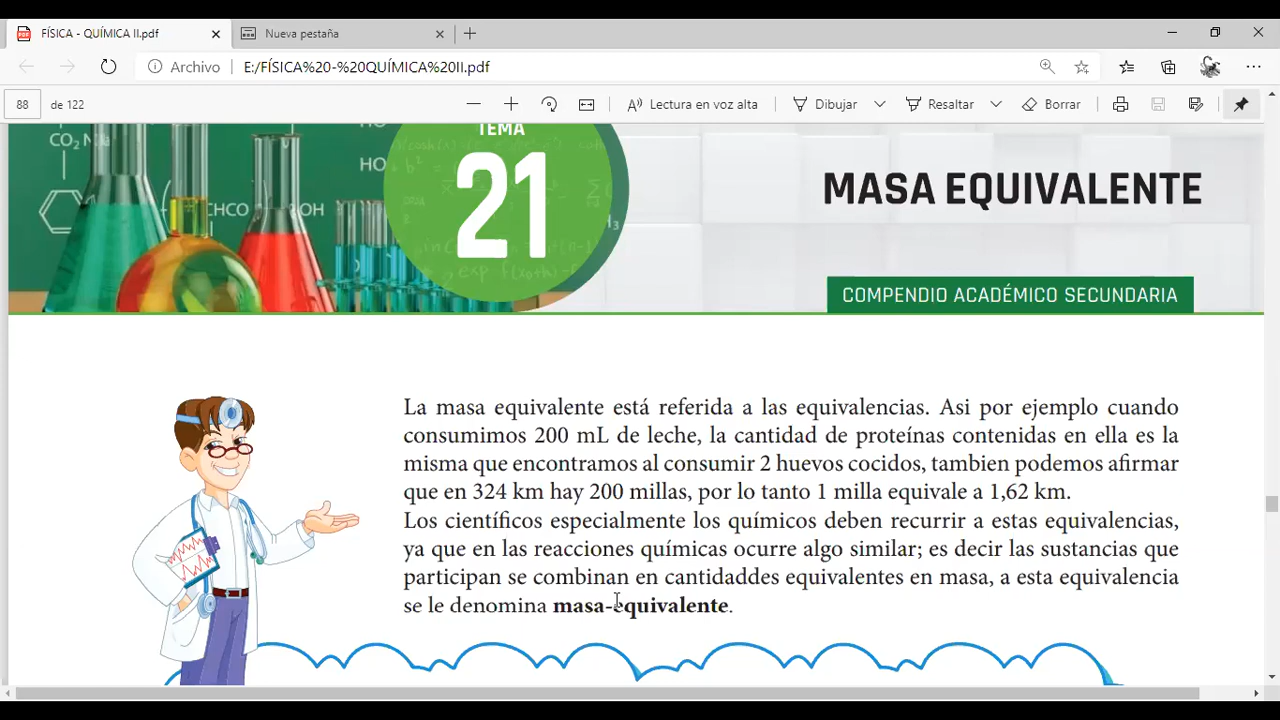 FÍSICA - QUÍMICA II.pdf
Nueva pestaña
Archivo
E:/FÍSICA%20-%20QUÍMICA%20II.pdf
88 de 122
Lectura en voz alta
Dibujar
Resaltar
Borrar
CO₂
HO
CHCO
OH
TEMA
21
MASA EQUIVALENTE
COMPENDIO ACADÉMICO SECUNDARIA
La masa equivalente está referida a las equivalencias. Asi por ejemplo cuando
consumimos 200 mL de leche, la cantidad de proteínas contenidas en ella es la
misma que encontramos al consumir 2 huevos cocidos, tambien podemos afirmar
que en 324 km hay 200 millas, por lo tanto 1 milla equivale a 1,62 km.
Los científicos especialmente los químicos deben recurrir a estas equivalencias,
ya que en las reacciones químicas ocurre algo similar; es decir las sustancias que
participan se combinan en cantidaddes equivalentes en masa, a esta equivalencia
se le denomina masa-equivalente.